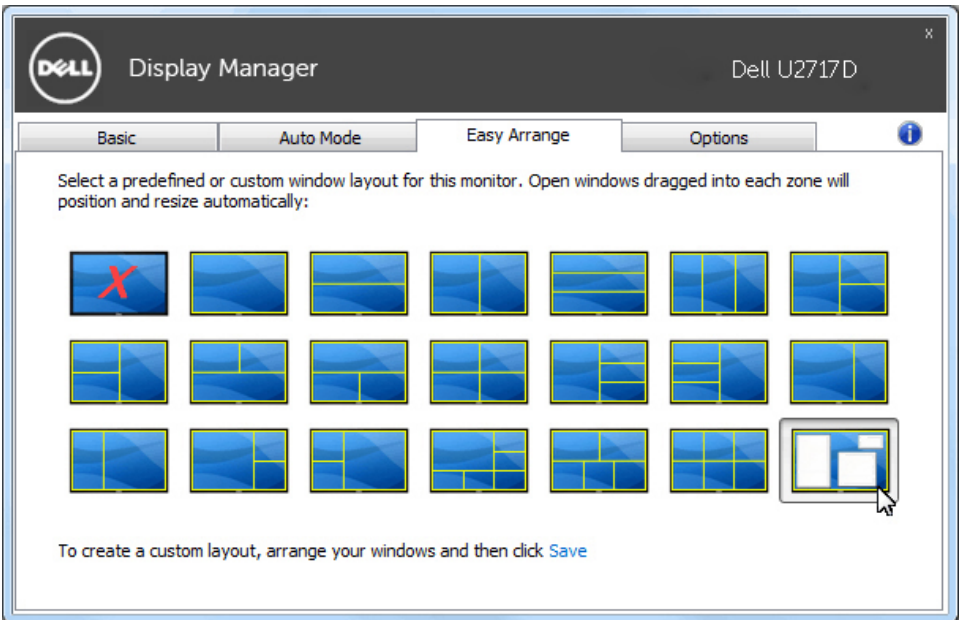 x
DELL
Display Manager
Dell U2717D
Basic
Auto Mode
Easy Arrange
Options
i
Select a predefined or custom window layout for this monitor. Open windows dragged into each zone will
position and resize automatically:
X
To create a custom layout, arrange your windows and then click Save